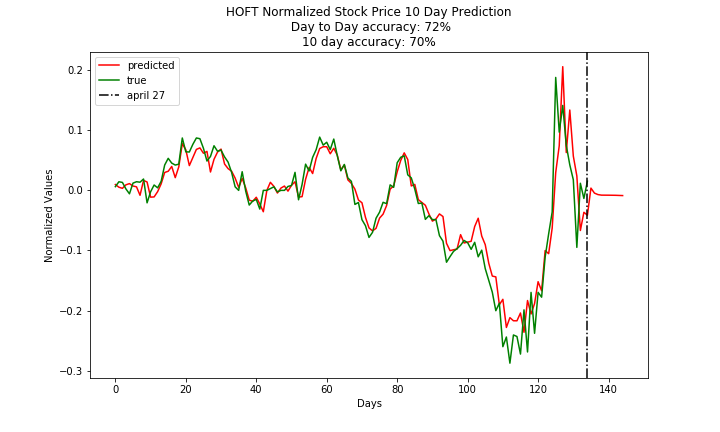 HOFT Normalized Stock Price 10 Day Prediction
Day to Day accuracy: 72%
10 day accuracy: 70%
predicted
true
april 27
0.2
0.1
0.0
−0.1
−0.2
−0.3
Normalized Values
0
20
40
60
80
100
120
140
Days